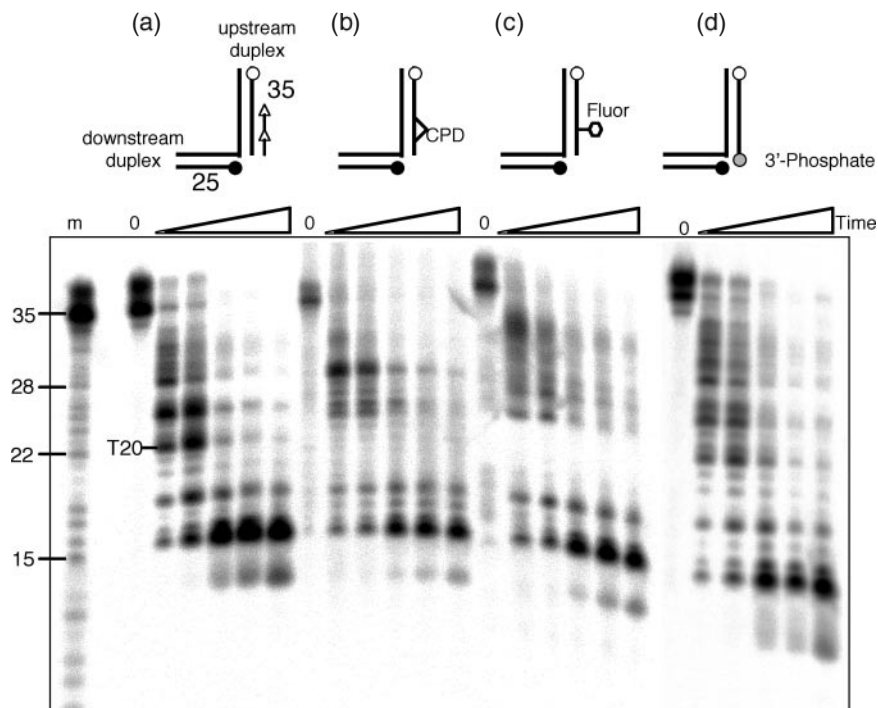 (a) (b) (c) (d)
upstream
duplex
35
CPD
Fluor
3'-Phosphate
downstream
duplex
25
m 0 0 0 0 Time
35
28
T20
22
15